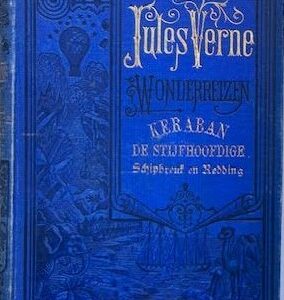 Jules Verne
WONDERREIZEN
KERABAN
DE STIJFHOOFDIGE
Schipbreuk en Redding